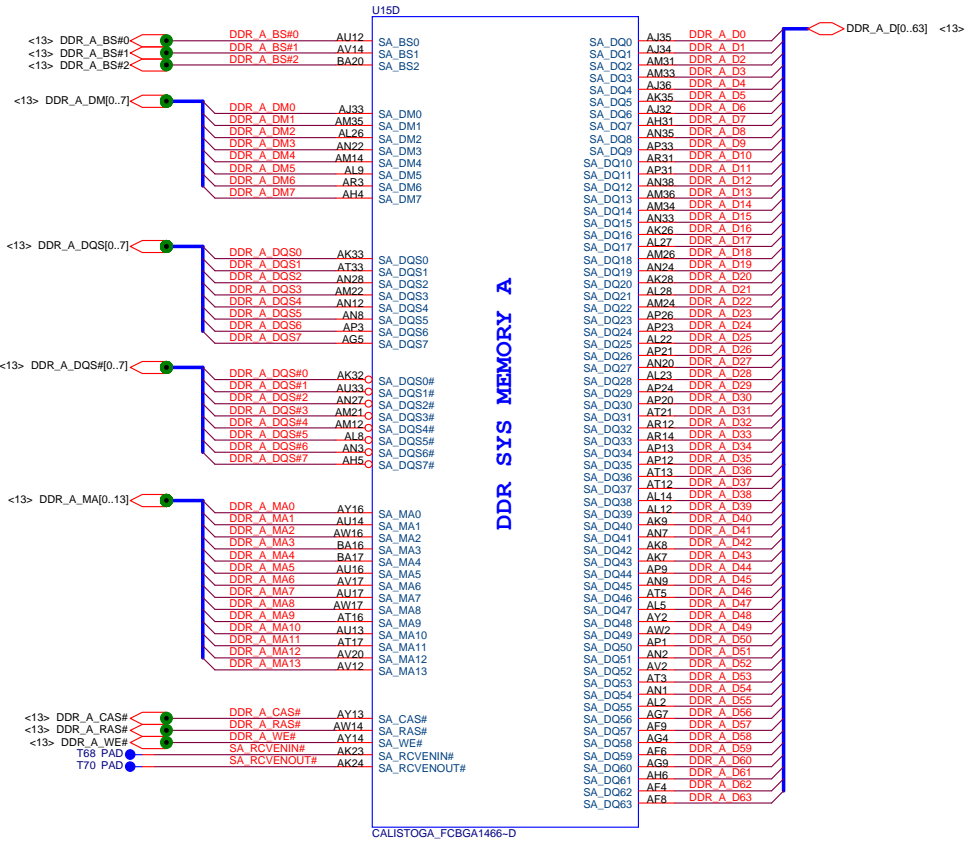 U15D
<13> DDR_A_BS#0
<13> DDR_A_BS#1
<13> DDR_A_BS#2
DDR_A_BS#0 AU12 SA_BS0
DDR_A_BS#1 AV14 SA_BS1
DDR_A_BS#2 BA20 SA_BS2
<13> DDR_A_DM[0..7]
DDR_A_DM0 AJ33 SA_DM0
DDR_A_DM1 AM35 SA_DM1
DDR_A_DM2 AL26 SA_DM2
DDR_A_DM3 AN22 SA_DM3
DDR_A_DM4 AM14 SA_DM4
DDR_A_DM5 AL9 SA_DM5
DDR_A_DM6 AR3 SA_DM6
DDR_A_DM7 AH4 SA_DM7
<13> DDR_A_DQS[0..7]
DDR_A_DQS0 AK33 SA_DQS0
DDR_A_DQS1 AT33 SA_DQS1
DDR_A_DQS2 AN28 SA_DQS2
DDR_A_DQS3 AM22 SA_DQS3
DDR_A_DQS4 AN12 SA_DQS4
DDR_A_DQS5 AN8 SA_DQS5
DDR_A_DQS6 AP3 SA_DQS6
DDR_A_DQS7 AG5 SA_DQS7
<13> DDR_A_DQS#[0..7]
DDR_A_DQS#0 AK32 SA_DQS0#
DDR_A_DQS#1 AU33 SA_DQS1#
DDR_A_DQS#2 AN27 SA_DQS2#
DDR_A_DQS#3 AM21 SA_DQS3#
DDR_A_DQS#4 AM12 SA_DQS4#
DDR_A_DQS#5 AL8 SA_DQS5#
DDR_A_DQS#6 AN3 SA_DQS6#
DDR_A_DQS#7 AH5 SA_DQS7#
<13> DDR_A_MA[0..13]
DDR_A_MA0 AY16 SA_MA0
DDR_A_MA1 AU14 SA_MA1
DDR_A_MA2 AW16 SA_MA2
DDR_A_MA3 BA16 SA_MA3
DDR_A_MA4 BA17 SA_MA4
DDR_A_MA5 AU16 SA_MA5
DDR_A_MA6 AV17 SA_MA6
DDR_A_MA7 AU17 SA_MA7
DDR_A_MA8 AW17 SA_MA8
DDR_A_MA9 AT16 SA_MA9
DDR_A_MA10 AU13 SA_MA10
DDR_A_MA11 AT17 SA_MA11
DDR_A_MA12 AV20 SA_MA12
DDR_A_MA13 AV12 SA_MA13
<13> DDR_A_CAS#
<13> DDR_A_RAS#
<13> DDR_A_WE#
T68 PAD
T70 PAD
DDR_A_CAS# AY13 SA_CAS#
DDR_A_RAS# AW14 SA_RAS#
DDR_A_WE# AY14 SA_WE#
SA_RCVENIN# AK23 SA_RCVENIN#
SA_RCVENOUT# AK24 SA_RCVENOUT#
DDR SYS MEMORY A
SA_DQ0 AJ35 DDR_A_D0
SA_DQ1 AJ34 DDR_A_D1
SA_DQ2 AM31 DDR_A_D2
SA_DQ3 AM33 DDR_A_D3
SA_DQ4 AJ36 DDR_A_D4
SA_DQ5 AK35 DDR_A_D5
SA_DQ6 AJ32 DDR_A_D6
SA_DQ7 AH31 DDR_A_D7
SA_DQ8 AN35 DDR_A_D8
SA_DQ9 AP33 DDR_A_D9
SA_DQ10 AR31 DDR_A_D10
SA_DQ11 AP31 DDR_A_D11
SA_DQ12 AN38 DDR_A_D12
SA_DQ13 AM36 DDR_A_D13
SA_DQ14 AM34 DDR_A_D14
SA_DQ15 AN33 DDR_A_D15
SA_DQ16 AK26 DDR_A_D16
SA_DQ17 AL27 DDR_A_D17
SA_DQ18 AM26 DDR_A_D18
SA_DQ19 AN24 DDR_A_D19
SA_DQ20 AK28 DDR_A_D20
SA_DQ21 AL28 DDR_A_D21
SA_DQ22 AM24 DDR_A_D22
SA_DQ23 AP26 DDR_A_D23
SA_DQ24 AP23 DDR_A_D24
SA_DQ25 AL22 DDR_A_D25
SA_DQ26 AP21 DDR_A_D26
SA_DQ27 AN20 DDR_A_D27
SA_DQ28 AL23 DDR_A_D28
SA_DQ29 AP24 DDR_A_D29
SA_DQ30 AP20 DDR_A_D30
SA_DQ31 AT21 DDR_A_D31
SA_DQ32 AR12 DDR_A_D32
SA_DQ33 AR14 DDR_A_D33
SA_DQ34 AP13 DDR_A_D34
SA_DQ35 AP12 DDR_A_D35
SA_DQ36 AT13 DDR_A_D36
SA_DQ37 AT12 DDR_A_D37
SA_DQ38 AL14 DDR_A_D38
SA_DQ39 AL12 DDR_A_D39
SA_DQ40 AK9 DDR_A_D40
SA_DQ41 AN7 DDR_A_D41
SA_DQ42 AK8 DDR_A_D42
SA_DQ43 AK7 DDR_A_D43
SA_DQ44 AP9 DDR_A_D44
SA_DQ45 AN9 DDR_A_D45
SA_DQ46 AT5 DDR_A_D46
SA_DQ47 AL5 DDR_A_D47
SA_DQ48 AY2 DDR_A_D48
SA_DQ49 AW2 DDR_A_D49
SA_DQ50 AP1 DDR_A_D50
SA_DQ51 AN2 DDR_A_D51
SA_DQ52 AV2 DDR_A_D52
SA_DQ53 AT3 DDR_A_D53
SA_DQ54 AN1 DDR_A_D54
SA_DQ55 AL2 DDR_A_D55
SA_DQ56 AG7 DDR_A_D56
SA_DQ57 AF9 DDR_A_D57
SA_DQ58 AG4 DDR_A_D58
SA_DQ59 AF6 DDR_A_D59
SA_DQ60 AG9 DDR_A_D60
SA_DQ61 AH6 DDR_A_D61
SA_DQ62 AF4 DDR_A_D62
SA_DQ63 AF8 DDR_A_D63
DDR_A_D[0..63] <13>
CALISTOGA_FCBGA1466~D